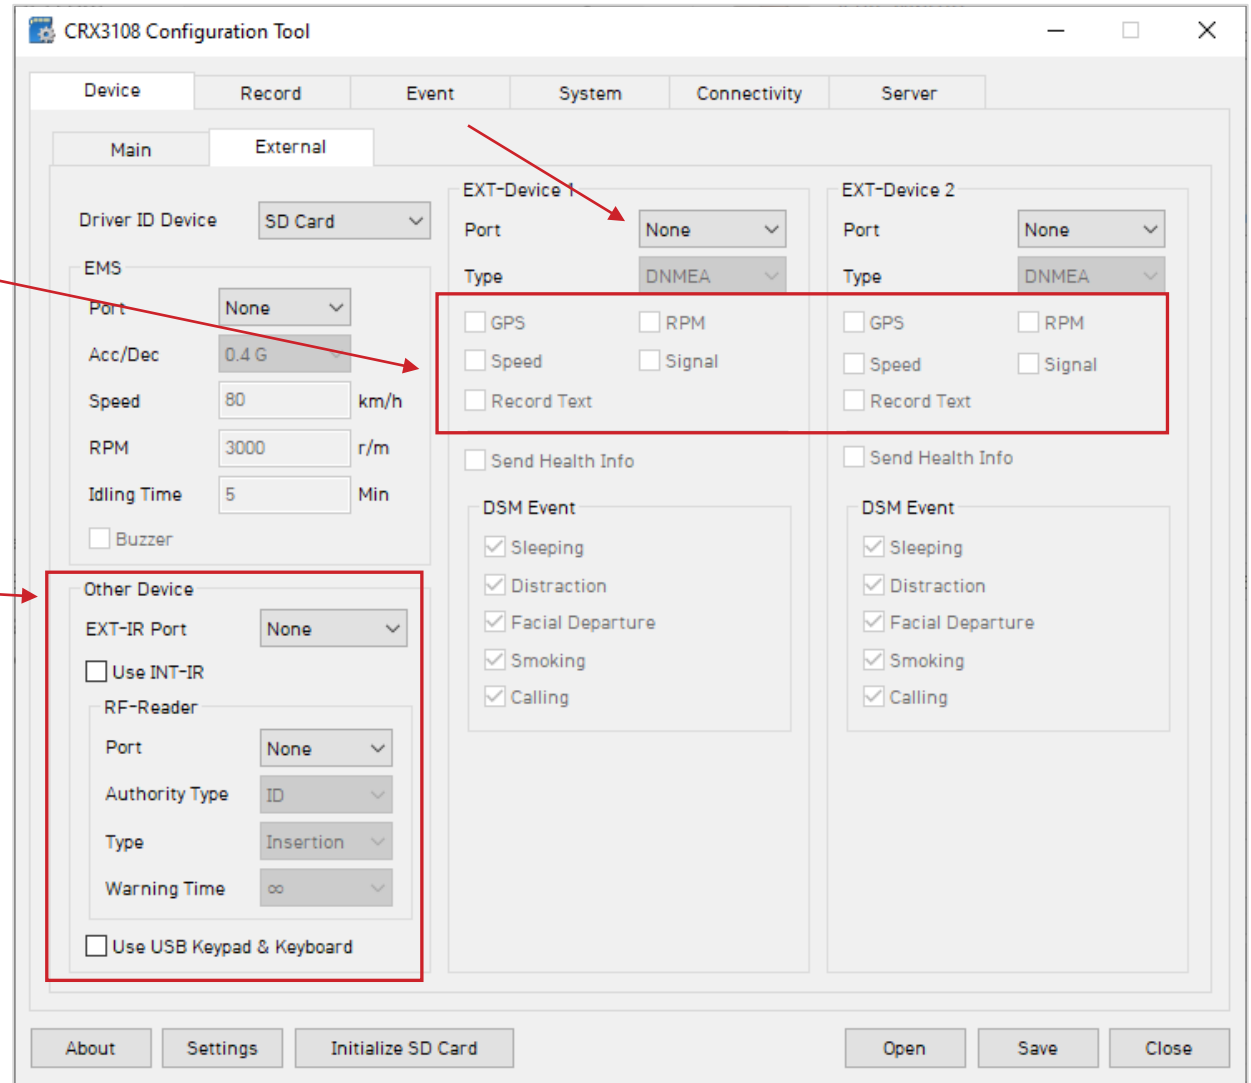 CRX3108 Configuration Tool
Device Record Event System Connectivity Server
Main External
Driver ID Device SD Card
EMS
Port None
Acc/Dec 0.4 G
Speed 80 km/h
RPM 3000 r/m
Idling Time 5 Min
Buzzer
Other Device
EXT-IR Port None
Use INT-IR
RF-Reader
Port None
Authority Type ID
Type Insertion
Warning Time ∞
Use USB Keypad & Keyboard
EXT-Device 1
Port None
Type DNMEA
GPS RPM
Speed Signal
Record Text
Send Health Info
DSM Event
Sleeping
Distraction
Facial Departure
Smoking
Calling
EXT-Device 2
Port None
Type DNMEA
GPS RPM
Speed Signal
Record Text
Send Health Info
DSM Event
Sleeping
Distraction
Facial Departure
Smoking
Calling
About Settings Initialize SD Card Open Save Close